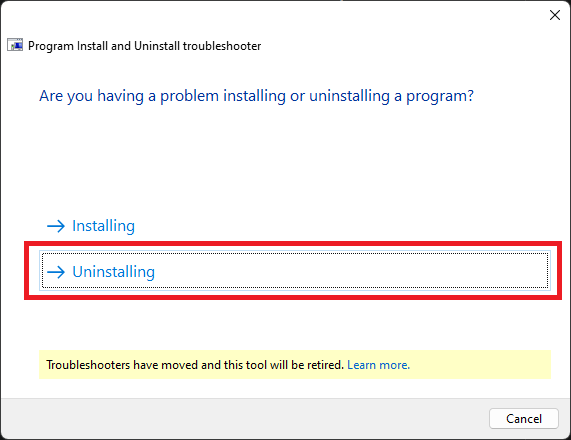 Program Install and Uninstall troubleshooter
Are you having a problem installing or uninstalling a program?
Installing
Uninstalling
Troubleshooters have moved and this tool will be retired. Learn more.
Cancel